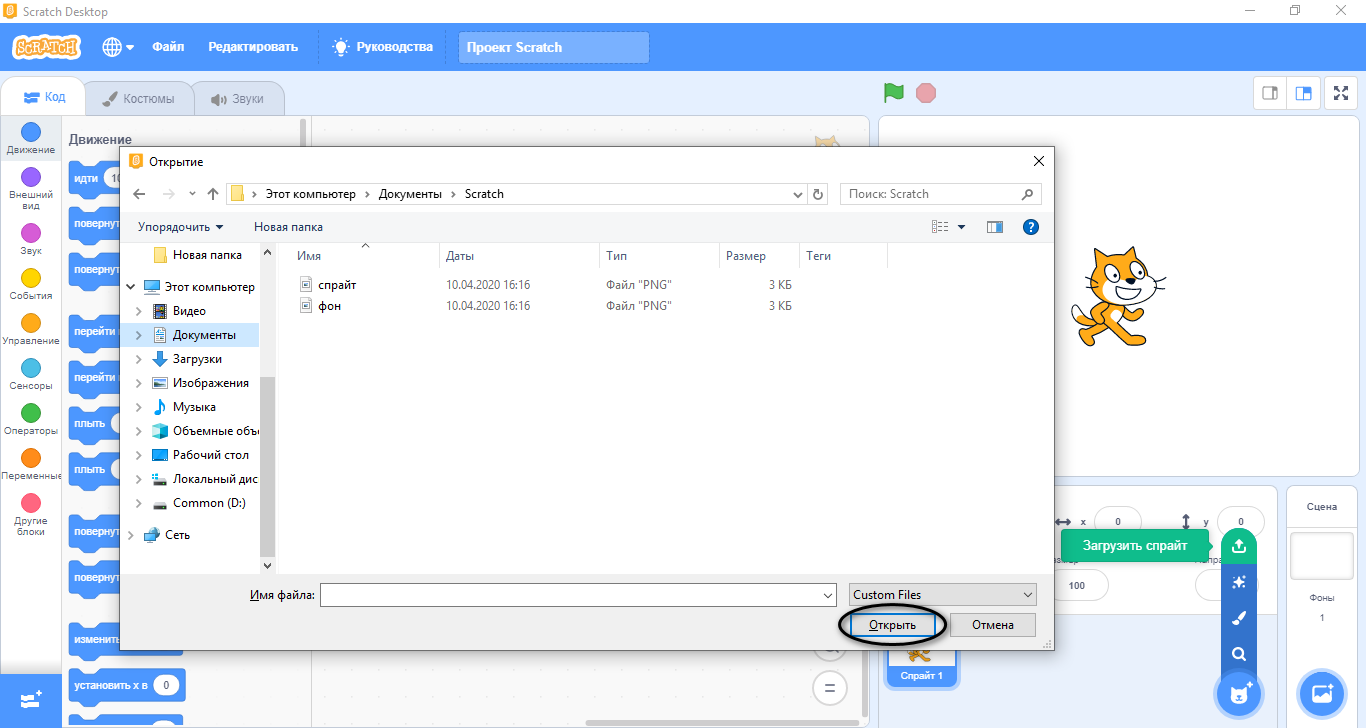 Scratch Desktop
SCRATCH
Файл
Редактировать
Руководства
Проект Scratch
Код
Костюмы
Звуки
Движение
Внешний
вид
Звук
События
Управление
Сенсоры
Операторы
Переменные
Другие
блоки
Движение
идти
10
повернут
повернут
перейти
перейти
плыть
плыть
повернут
повернут
изменить
установить x в
0
Открытие
Этот компьютер
Документы
Scratch
Поиск: Scratch
Упорядочить
Новая папка
Новая папка
Этот компьютер
Видео
Документы
Загрузки
Изображения
Музыка
Объемные объ
Рабочий стол
Локальный дис
Common (D:)
Сеть
Имя Даты Тип Размер Теги
спрайт 10.04.2020 16:16 Файл "PNG" 3 КБ
фон 10.04.2020 16:16 Файл "PNG" 3 КБ
Имя файла:
Custom Files
Открыть
Отмена
x 0 y 0
Загрузить спрайт
100
Спрайт 1
Сцена
Фоны
1